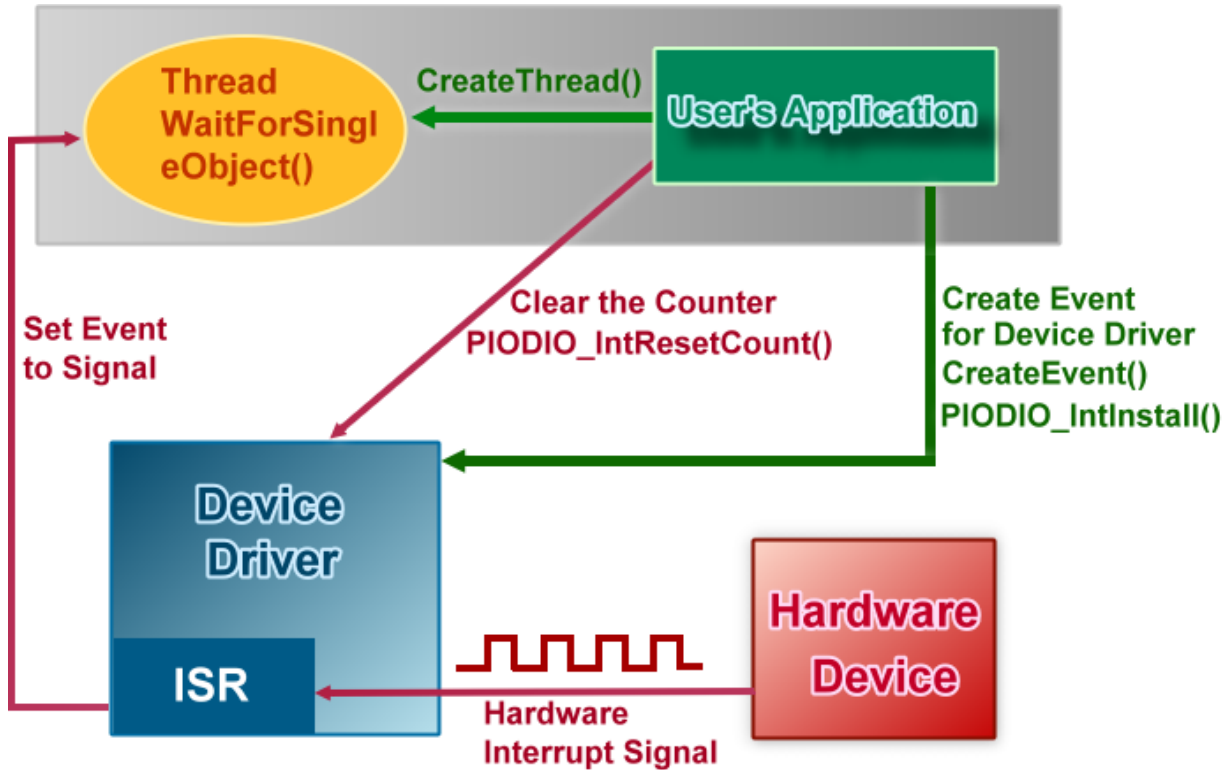 Thread
WaitForSingl
eObject()
CreateThread()
User's Application
Set Event
to Signal
Clear the Counter
PIODIO_IntResetCount()
Create Event
for Device Driver
CreateEvent()
PIODIO_IntInstall()
Device
Driver
ISR
Hardware
Interrupt Signal
Hardware
Device